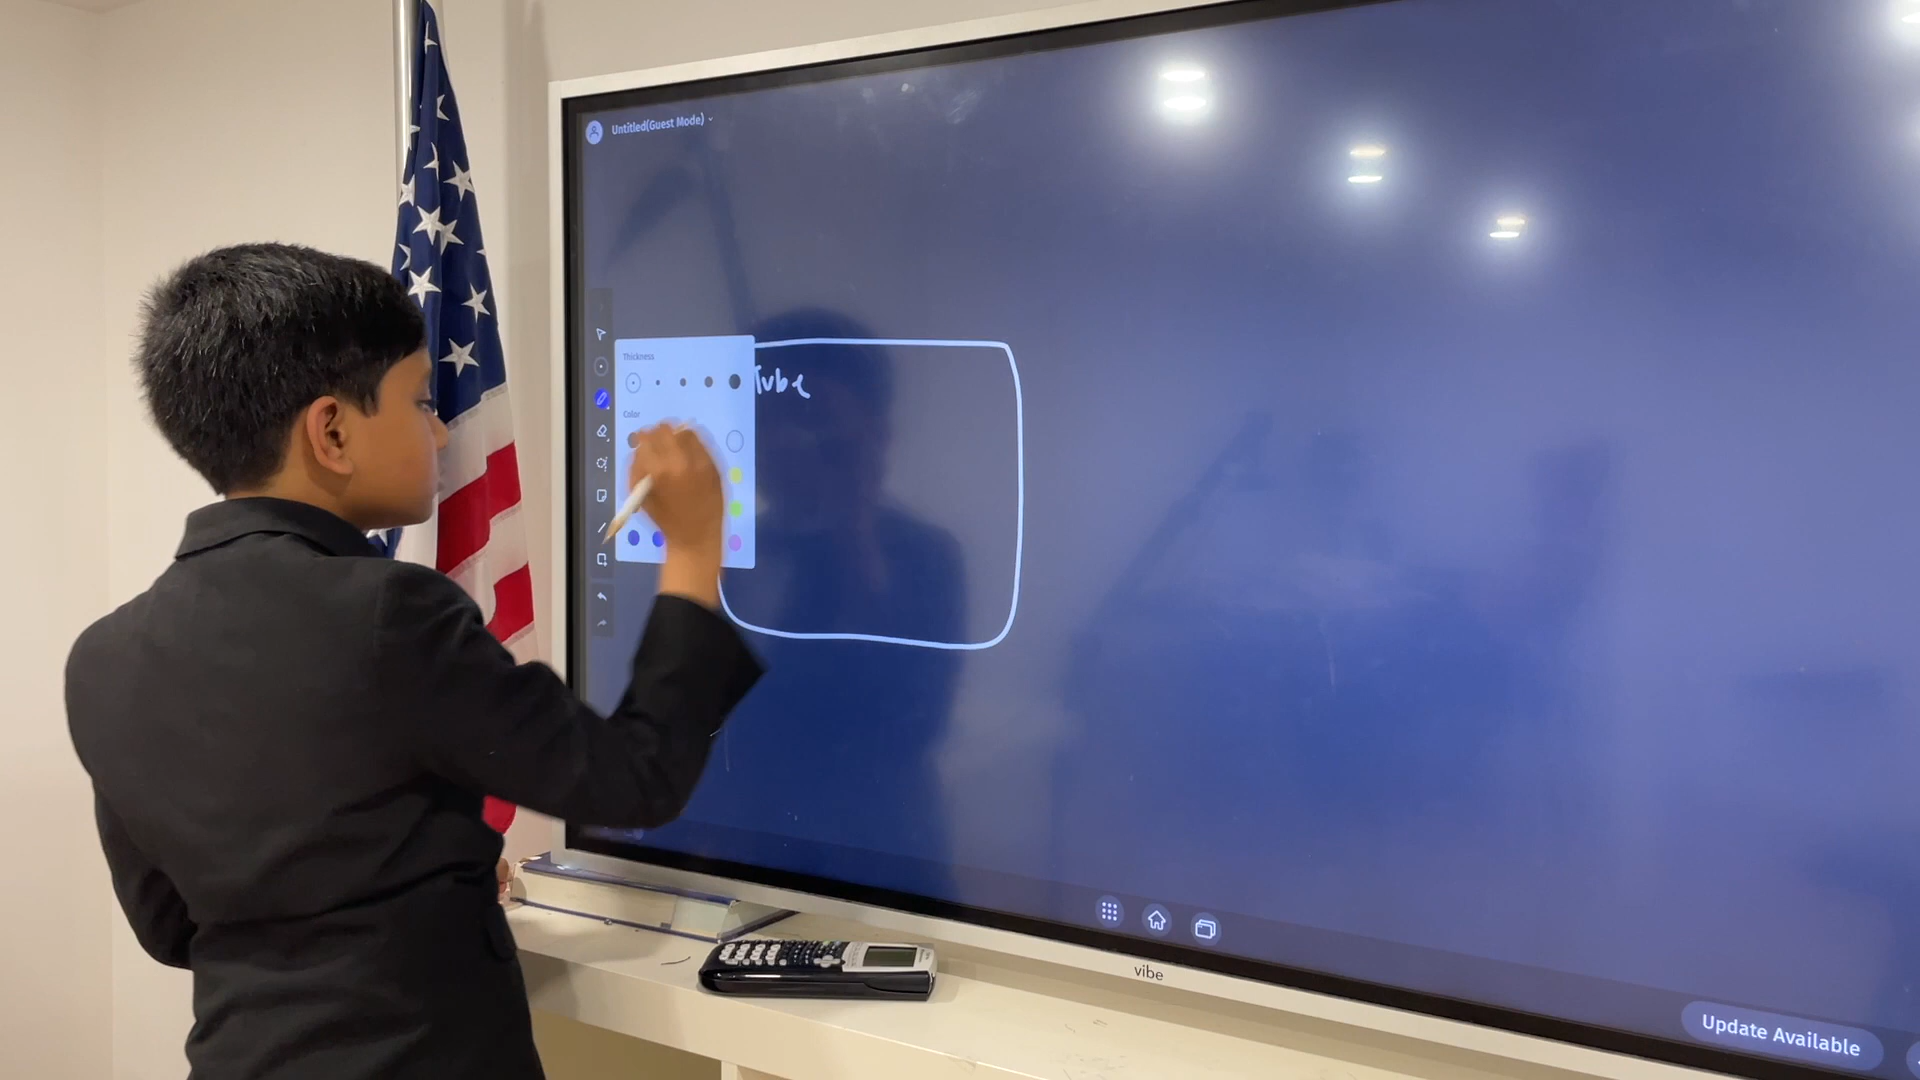 Untitled(Guest Mode)
Thickness
Tube
Color
vibe
Update Available